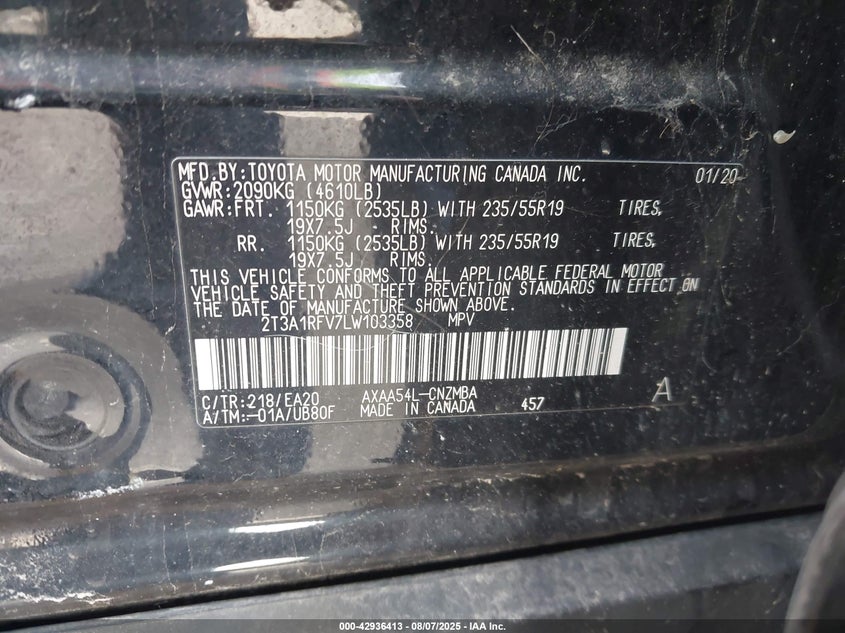 MFD.BY:TOYOTA MOTOR MANUFACTURING CANADA INC. 01/20
GVWR:2090KG (4610LB)
GAWR:FRT. 1150KG (2535LB) WITH 235/55R19 TIRES,
19X7.5J RIMS.
RR. 1150KG (2535LB) WITH 235/55R19 TIRES,
19X7.5J RIMS.
THIS VEHICLE CONFORMS TO ALL APPLICABLE FEDERAL MOTOR
VEHICLE SAFETY AND THEFT PREVENTION STANDARDS IN EFFECT ON
THE DATE OF MANUFACTURE SHOWN ABOVE.
2T3A1RFV7LW103358 MPV
C/TR:218/EA20 AXAA54L-CNZMBA
A/TM:-01A/UB80F MADE IN CANADA 457 A
000-42936413 - 08/07/2025 - IAA Inc.